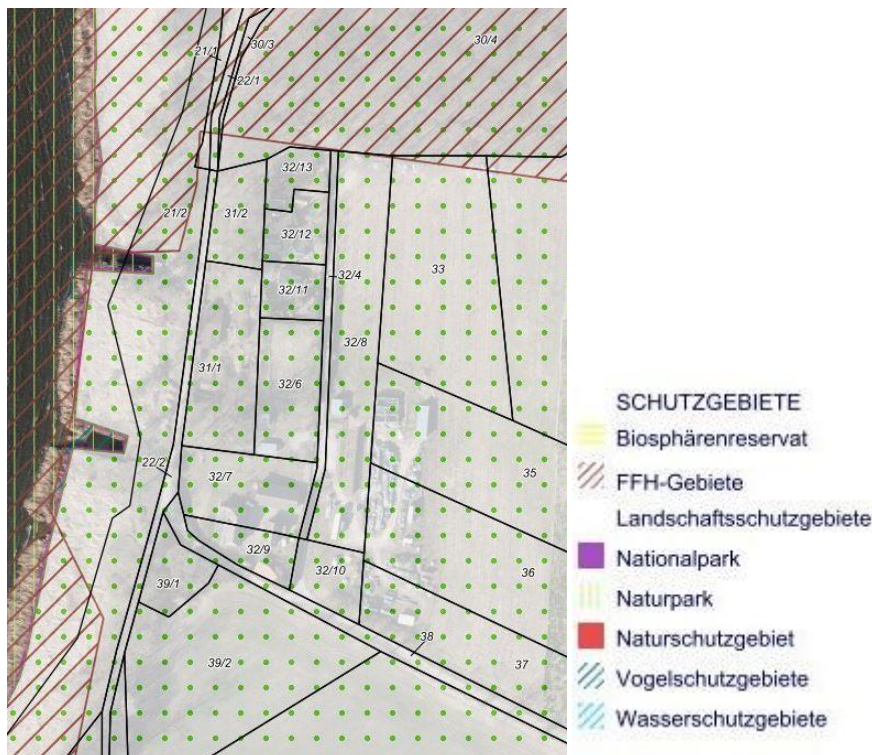 30/3
30/4
21/1
22/1
32/13
21/2
31/2
32/12
33
32/4
32/11
32/8
31/1
32/6
35
22/2
32/7
32/9
36
32/10
39/1
38
39/2
37
SCHUTZGEBIETE
Biosphärenreservat
FFH-Gebiete
Landschaftsschutzgebiete
Nationalpark
Naturpark
Naturschutzgebiet
Vogelschutzgebiete
Wasserschutzgebiete